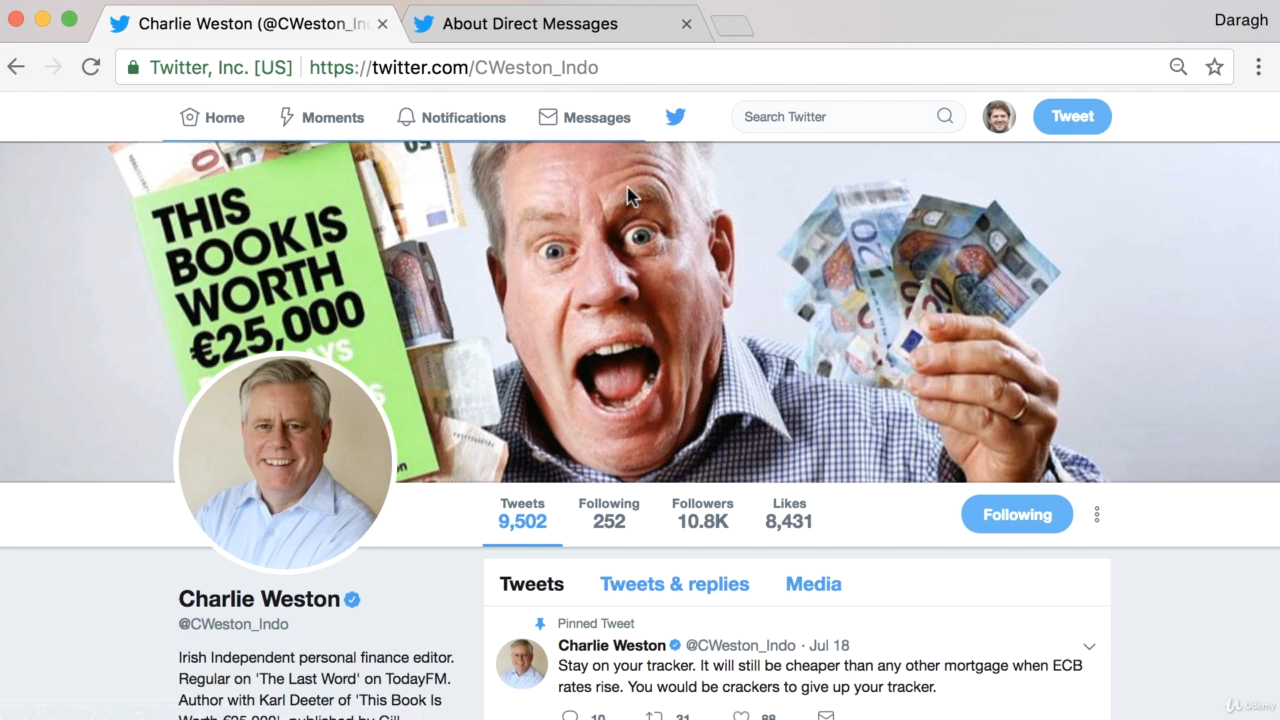 Charlie Weston (@CWeston_In
About Direct Messages
Daragh
Twitter, Inc. [US]
https://twitter.com/CWeston_Indo
Home
Moments
Notifications
Messages
Search Twitter
Tweet
THIS
BOOK IS
WORTH
€25,000
20
Tweets
9,502
Following
252
Followers
10.8K
Likes
8,431
Following
Charlie Weston
@CWeston_Indo
Irish Independent personal finance editor.
Regular on 'The Last Word' on TodayFM.
Author with Karl Deeter of 'This Book Is
Worth €25,000', published by Gill
Tweets
Tweets & replies
Media
Pinned Tweet
Charlie Weston @CWeston_Indo · Jul 18
Stay on your tracker. It will still be cheaper than any other mortgage when ECB
rates rise. You would be crackers to give up your tracker.
10
31
88
Udemy